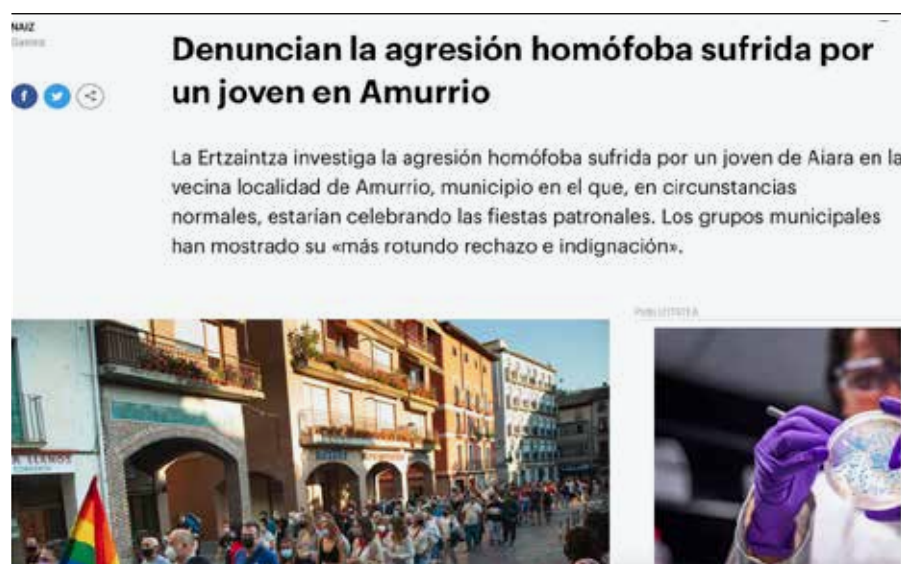 NAIZ
Denuncian la agresión homófoba sufrida por
un joven en Amurrio
La Ertzaintza investiga la agresión homófoba sufrida por un joven de Aiara en la
vecina localidad de Amurrio, municipio en el que, en circunstancias
normales, estarían celebrando las fiestas patronales. Los grupos municipales
han mostrado su «más rotundo rechazo e indignación».
PUBLIZITATEA
LLANOS